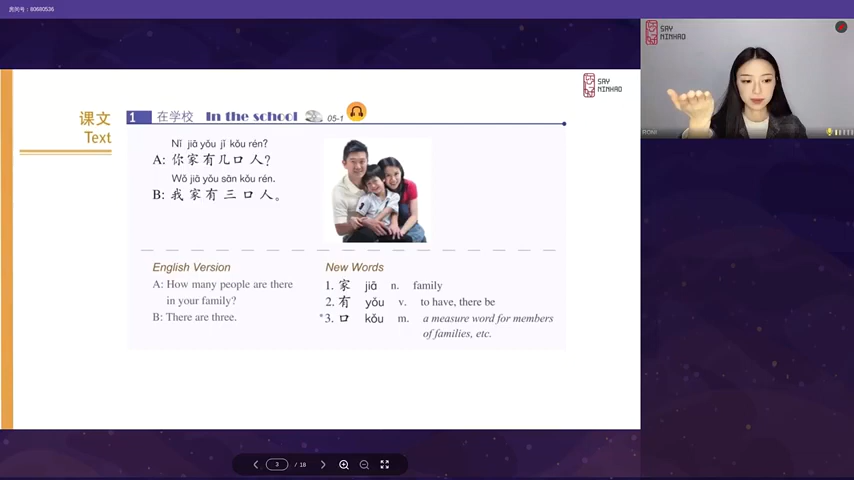 房间号：80680536
SAY
NINHAO
SAY
NINHAO
课文
Text
1 在学校 In the school 05-1
Nǐ jiā yǒu jǐ kǒu rén?
A: 你家有几口人？
Wǒ jiā yǒu sān kǒu rén.
B: 我家有三口人。
English Version
A: How many people are there
in your family?
B: There are three.
New Words
1. 家 jiā n. family
2. 有 yǒu v. to have, there be
*3. 口 kǒu m. a measure word for members
of families, etc.
3 / 18